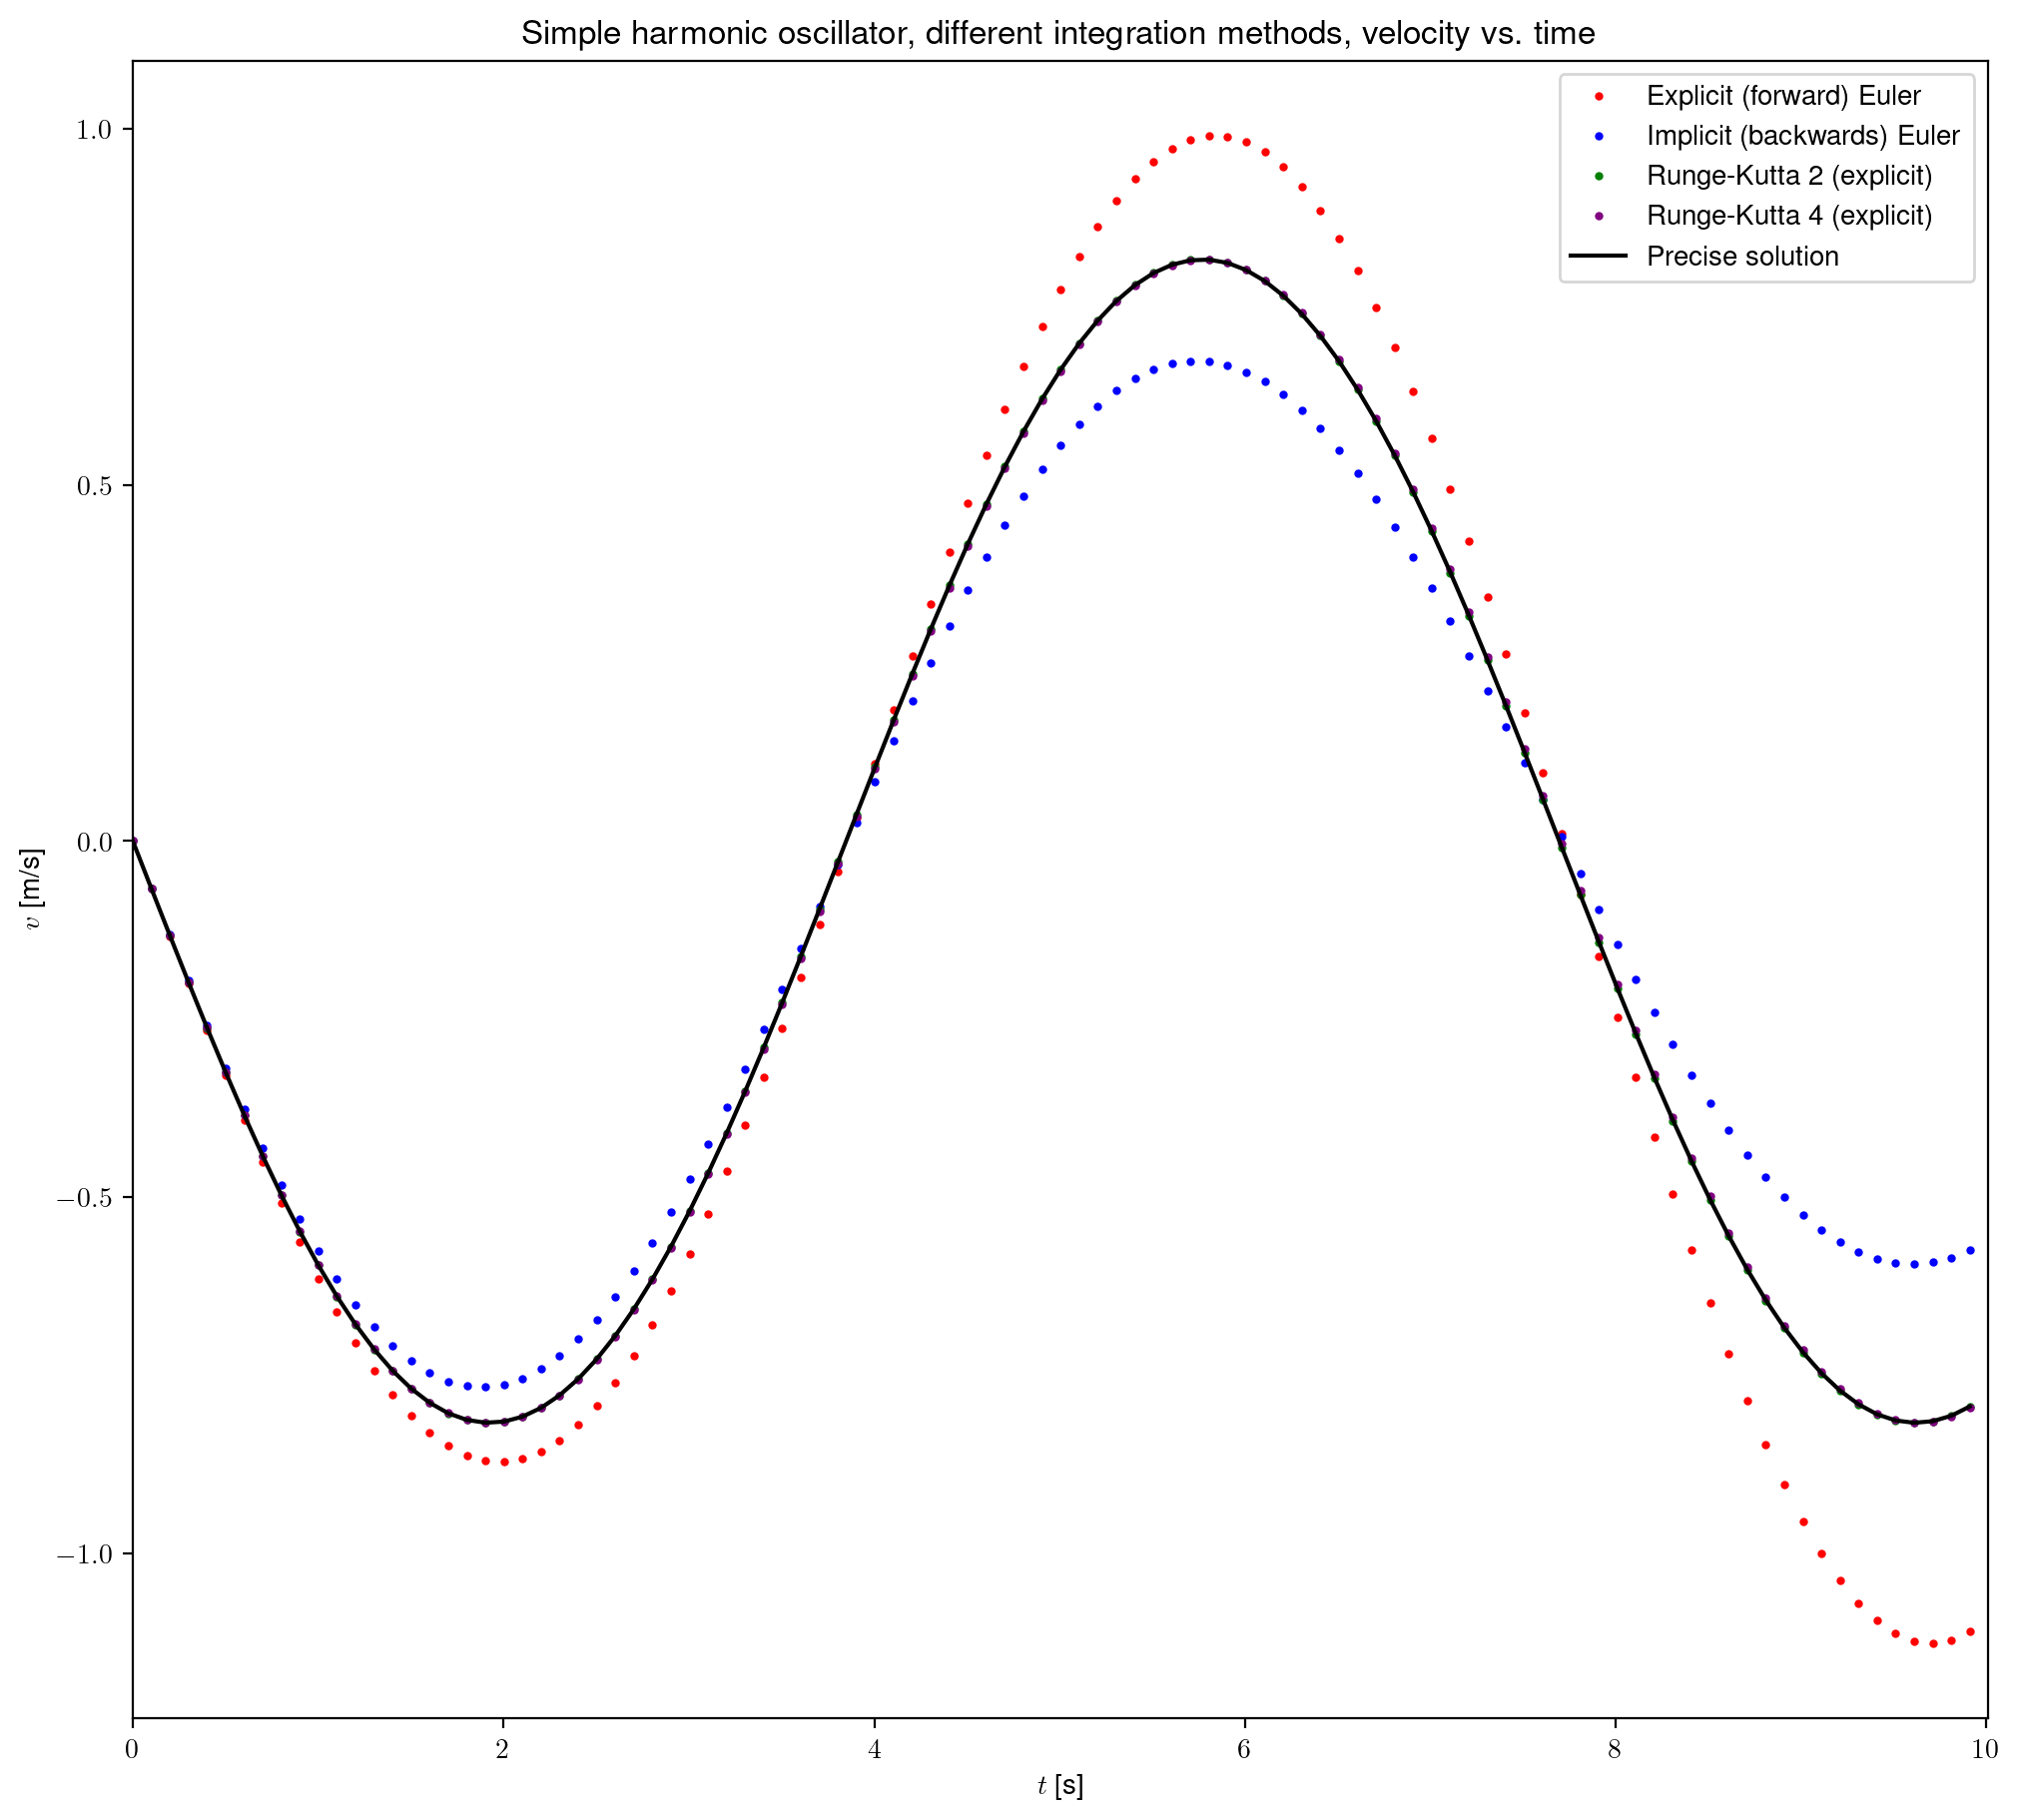 Simple harmonic oscillator, different integration methods, velocity vs. time
Explicit (forward) Euler
Implicit (backwards) Euler
Runge-Kutta 2 (explicit)
Runge-Kutta 4 (explicit)
Precise solution
1.0
0.5
0.0
−0.5
−1.0
v [m/s]
0 2 4 6 8 10
t [s]